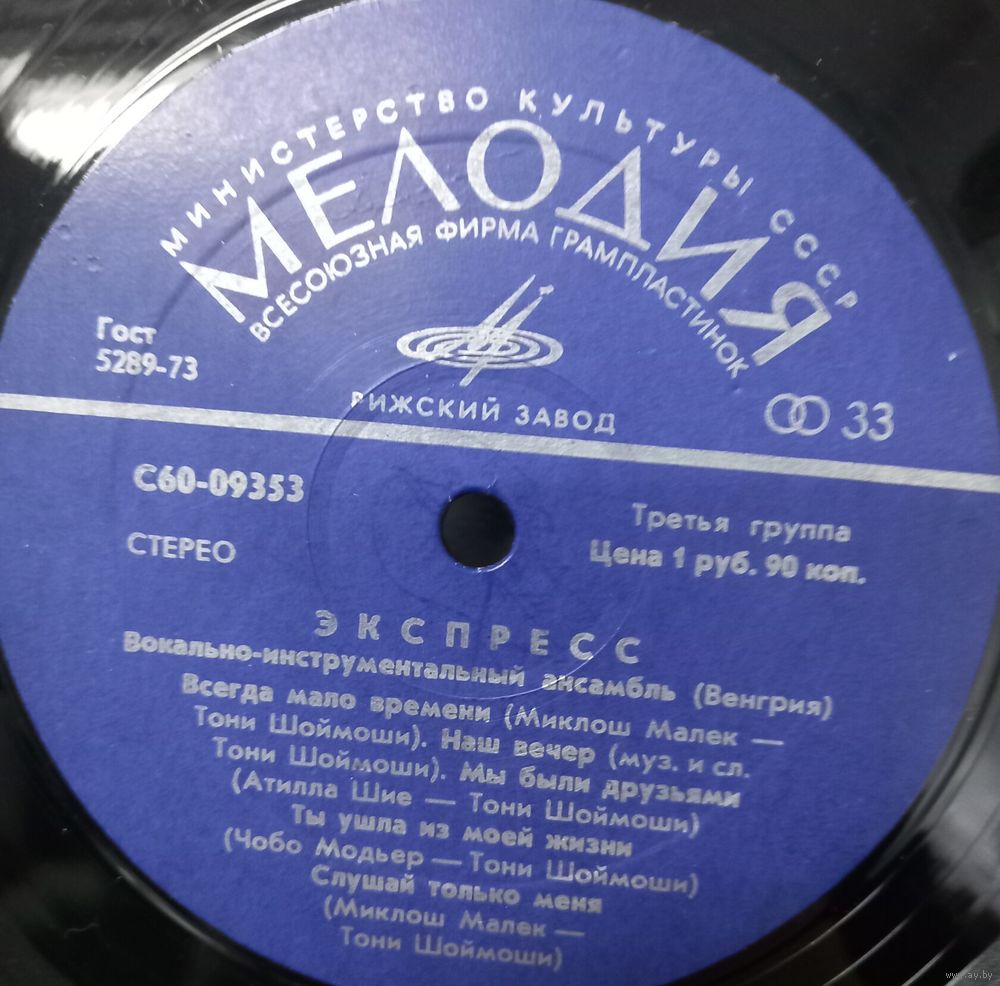 МИНИСТЕРСТВО КУЛЬТУРЫ СССР
МЕЛОДИЯ
ВСЕСОЮЗНАЯ ФИРМА ГРАМПЛАСТИНОК
Гост
5289-73
РИЖСКИЙ ЗАВОД
33
С60-09353
СТЕРЕО
Третья группа
Цена 1 руб. 90 коп.
ЭКСПРЕСС
Вокально-инструментальный ансамбль (Венгрия)
Всегда мало времени (Миклош Малек —
Тони Шоймоши). Наш вечер (муз. и сл.
Тони Шоймоши). Мы были друзьями
(Атилла Шие — Тони Шоймоши)
Ты ушла из моей жизни
(Чобо Модьер — Тони Шоймоши)
Слушай только меня
(Миклош Малек —
Тони Шоймоши)
www.ay.by